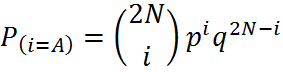 P_{(i=A)} = \binom{2N}{i} p^i q^{2N-i}